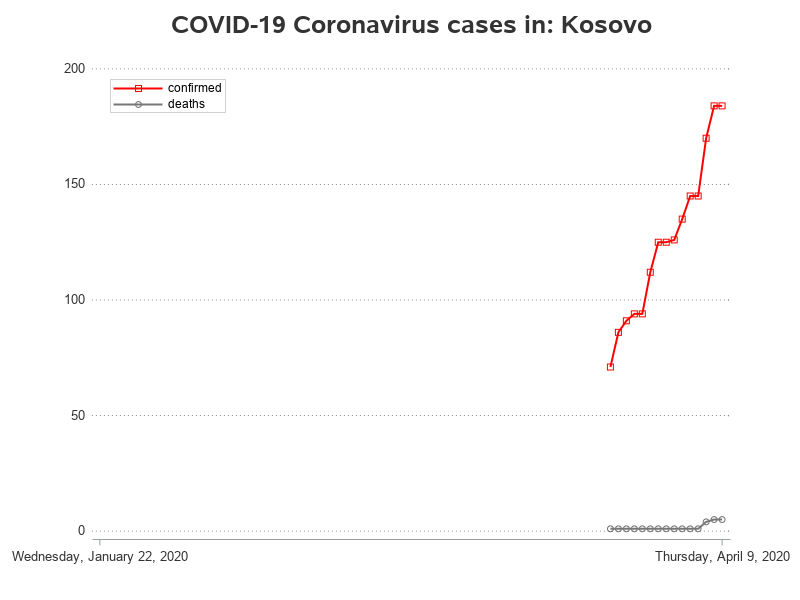 COVID-19 Coronavirus cases in: Kosovo
200
confirmed
deaths
150
100
50
0
Wednesday, January 22, 2020
Thursday, April 9, 2020